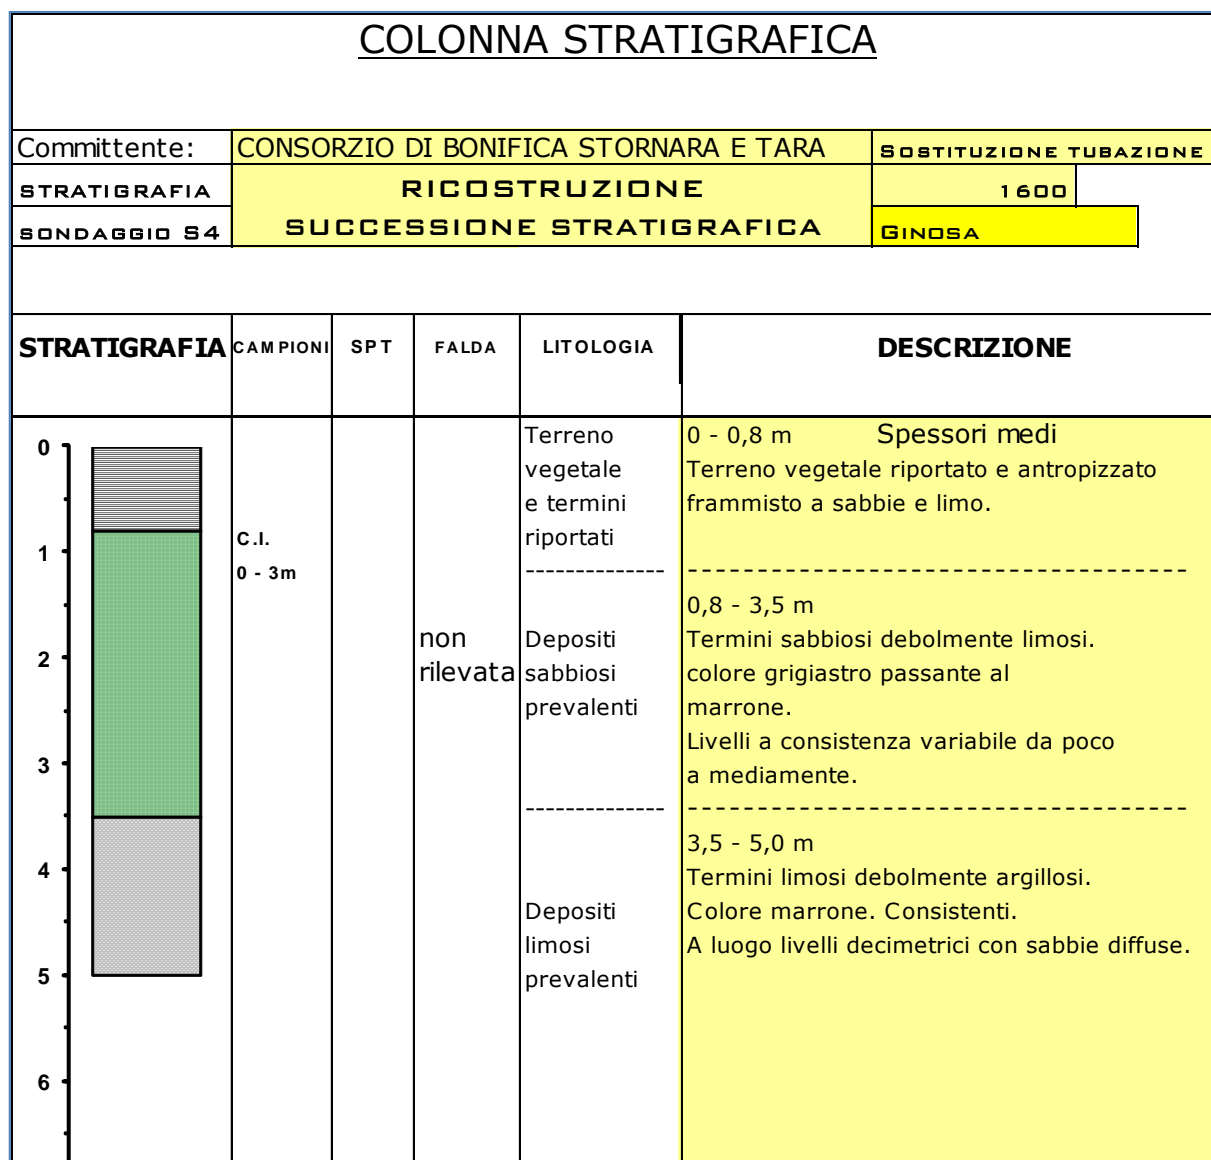 COLONNA STRATIGRAFICA
Committente: CONSORZIO DI BONIFICA STORNARA E TARA SOSTITUZIONE TUBAZIONE
STRATIGRAFIA RICOSTRUZIONE 1600
SONDAGGIO S4 SUCCESSIONE STRATIGRAFICA GINOSA
STRATIGRAFIA CAMPIONI SPT FALDA LITOLOGIA DESCRIZIONE
0
1
2
3
4
5
6
C.I.
0 - 3m
non
rilevata
Terreno
vegetale
e termini
riportati
--------------
Depositi
sabbiosi
prevalenti
--------------
Depositi
limosi
prevalenti
0 - 0,8 m Spessori medi
Terreno vegetale riportato e antropizzato
frammisto a sabbie e limo.
------------------------------------
0,8 - 3,5 m
Termini sabbiosi debolmente limosi.
colore grigiastro passante al
marrone.
Livelli a consistenza variabile da poco
a mediamente.
------------------------------------
3,5 - 5,0 m
Termini limosi debolmente argillosi.
Colore marrone. Consistenti.
A luogo livelli decimetrici con sabbie diffuse.